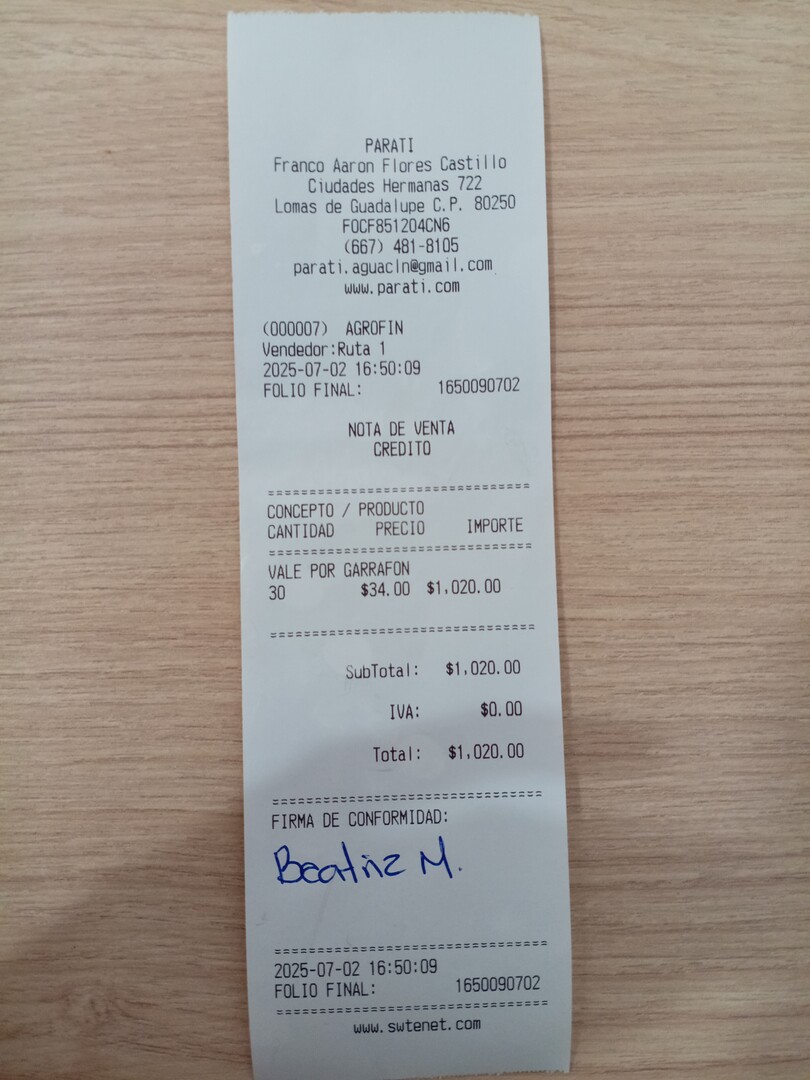 PARATI
Franco Aaron Flores Castillo
Ciudades Hermanas 722
Lomas de Guadalupe C.P. 80250
FOCF851204CN6
(667) 481-8105
parati.aguacln@gmail.com
www.parati.com
(000007) AGROFIN
Vendedor:Ruta 1
2025-07-02 16:50:09
FOLIO FINAL: 1650090702
NOTA DE VENTA
CREDITO
==============================
CONCEPTO / PRODUCTO
CANTIDAD PRECIO IMPORTE
==============================
VALE POR GARRAFON
30 $34.00 $1,020.00
==============================
SubTotal: $1,020.00
IVA: $0.00
Total: $1,020.00
==============================
FIRMA DE CONFORMIDAD:
Beatriz M.
==============================
2025-07-02 16:50:09
FOLIO FINAL: 1650090702
==============================
www.swtenet.com